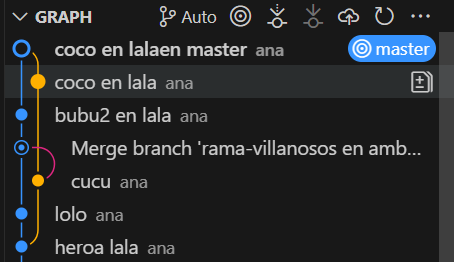 GRAPH Auto
coco en lalaen master ana master
coco en lala ana
bubu2 en lala ana
Merge branch 'rama-villanosos en amb...
cucu ana
lolo ana
heroa lala ana